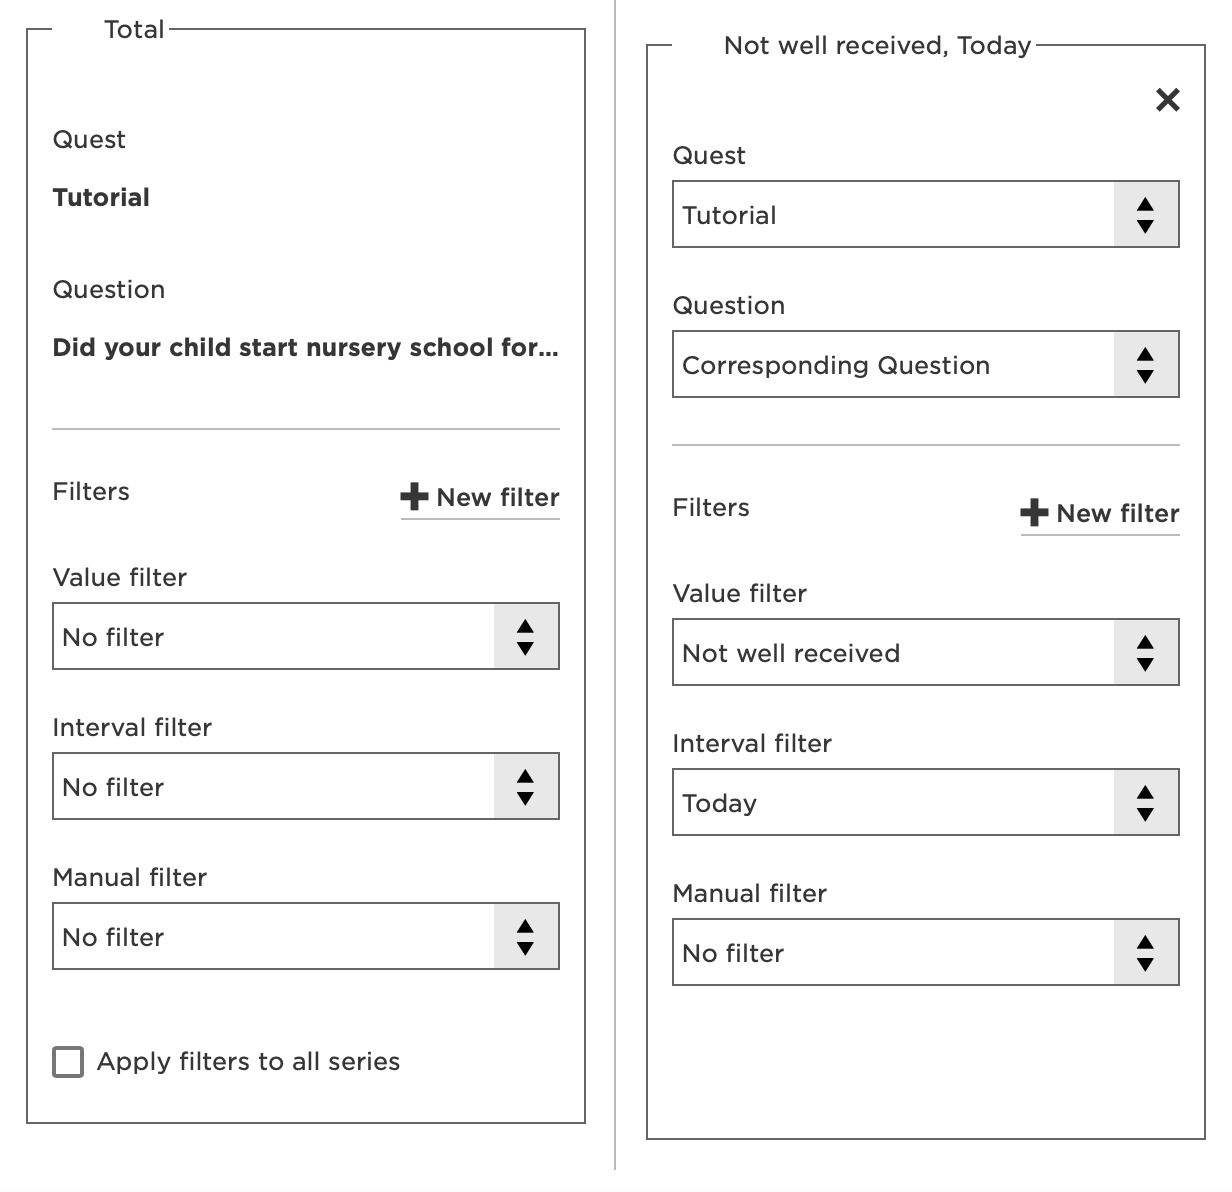 Total
Quest
Tutorial
Question
Did your child start nursery school for...
Filters
New filter
Value filter
No filter
Interval filter
No filter
Manual filter
No filter
Apply filters to all series
Not well received, Today
Quest
Tutorial
Question
Corresponding Question
Filters
New filter
Value filter
Not well received
Interval filter
Today
Manual filter
No filter